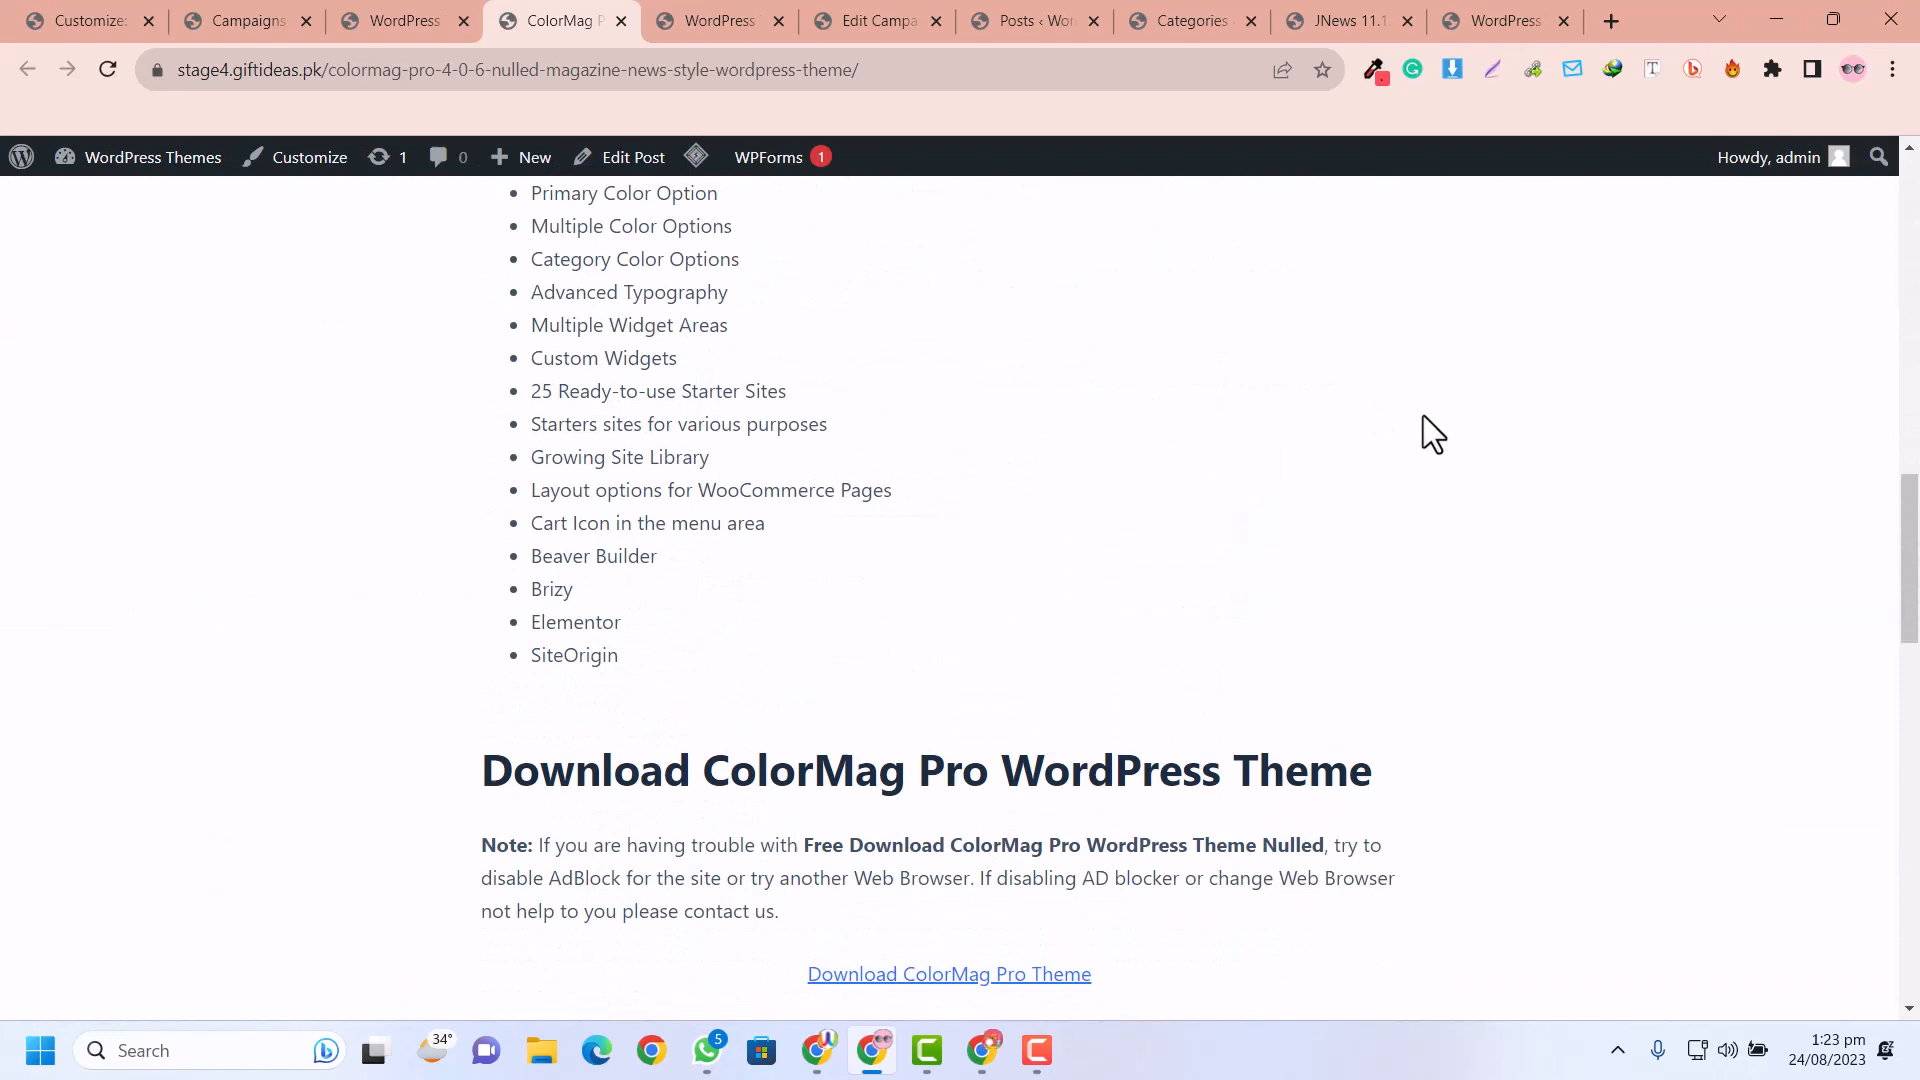 Customize:
Campaigns
WordPress
ColorMag P
WordPress T
Edit Campa
Posts ‹ Wor
Categories
JNews 11.1
WordPress
stage4.giftideas.pk/colormag-pro-4-0-6-nulled-magazine-news-style-wordpress-theme/
WordPress Themes
Customize
1
0
New
Edit Post
WPForms 1
Howdy, admin
Primary Color Option
Multiple Color Options
Category Color Options
Advanced Typography
Multiple Widget Areas
Custom Widgets
25 Ready-to-use Starter Sites
Starters sites for various purposes
Growing Site Library
Layout options for WooCommerce Pages
Cart Icon in the menu area
Beaver Builder
Brizy
Elementor
SiteOrigin
Download ColorMag Pro WordPress Theme
Note: If you are having trouble with Free Download ColorMag Pro WordPress Theme Nulled, try to
disable AdBlock for the site or try another Web Browser. If disabling AD blocker or change Web Browser
not help to you please contact us.
Download ColorMag Pro Theme
Search
34°
5
1:23 pm
24/08/2023